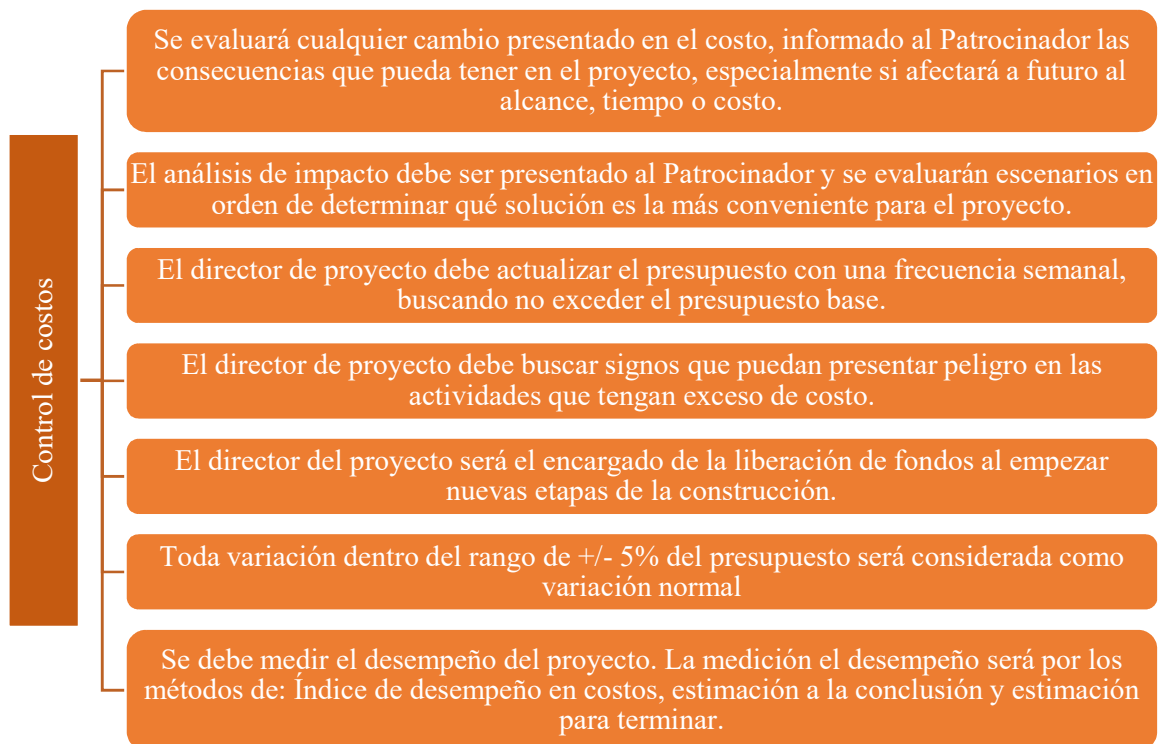 Control de costos
Se evaluará cualquier cambio presentado en el costo, informado al Patrocinador las
consecuencias que pueda tener en el proyecto, especialmente si afectará a futuro al
alcance, tiempo o costo.
El análisis de impacto debe ser presentado al Patrocinador y se evaluarán escenarios en
orden de determinar qué solución es la más conveniente para el proyecto.
El director de proyecto debe actualizar el presupuesto con una frecuencia semanal,
buscando no exceder el presupuesto base.
El director de proyecto debe buscar signos que puedan presentar peligro en las
actividades que tengan exceso de costo.
El director del proyecto será el encargado de la liberación de fondos al empezar
nuevas etapas de la construcción.
Toda variación dentro del rango de +/- 5% del presupuesto será considerada como
variación normal
Se debe medir el desempeño del proyecto. La medición el desempeño será por los
métodos de: Índice de desempeño en costos, estimación a la conclusión y estimación
para terminar.